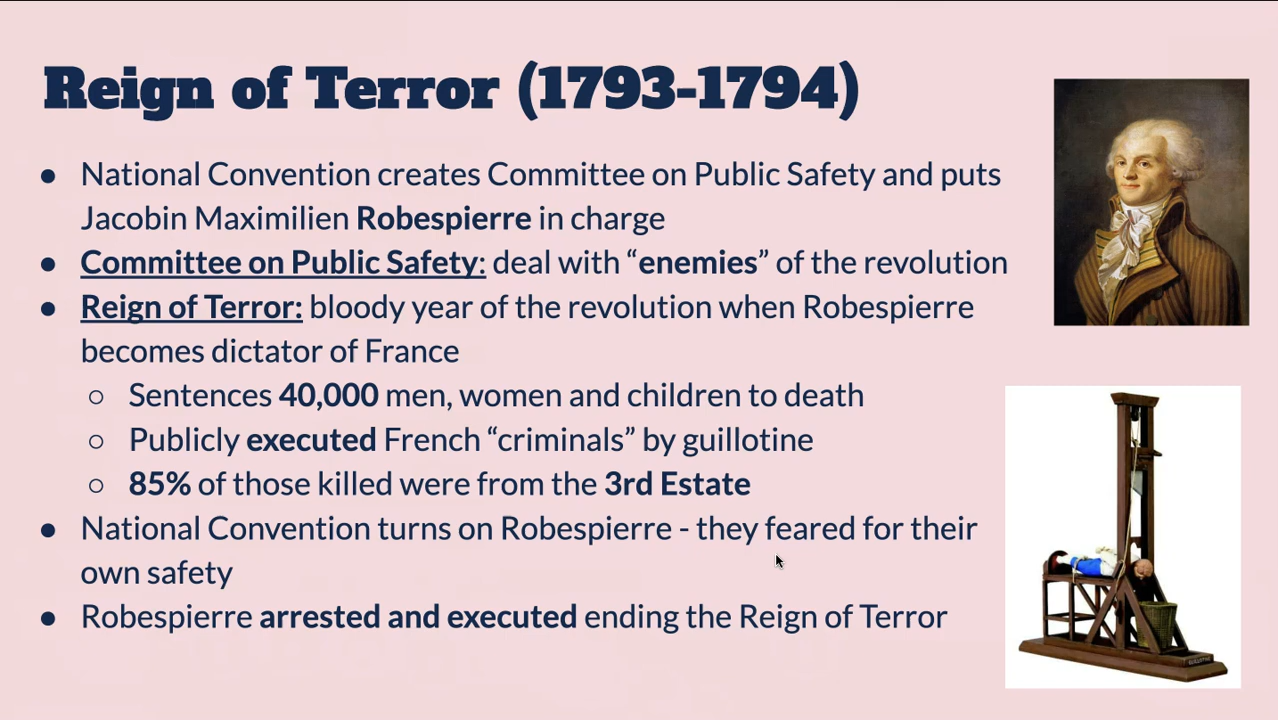 Reign of Terror (1793-1794)
● National Convention creates Committee on Public Safety and puts
Jacobin Maximilien Robespierre in charge
● Committee on Public Safety: deal with “enemies” of the revolution
● Reign of Terror: bloody year of the revolution when Robespierre
becomes dictator of France
○ Sentences 40,000 men, women and children to death
○ Publicly executed French “criminals” by guillotine
○ 85% of those killed were from the 3rd Estate
● National Convention turns on Robespierre - they feared for their
own safety
● Robespierre arrested and executed ending the Reign of Terror